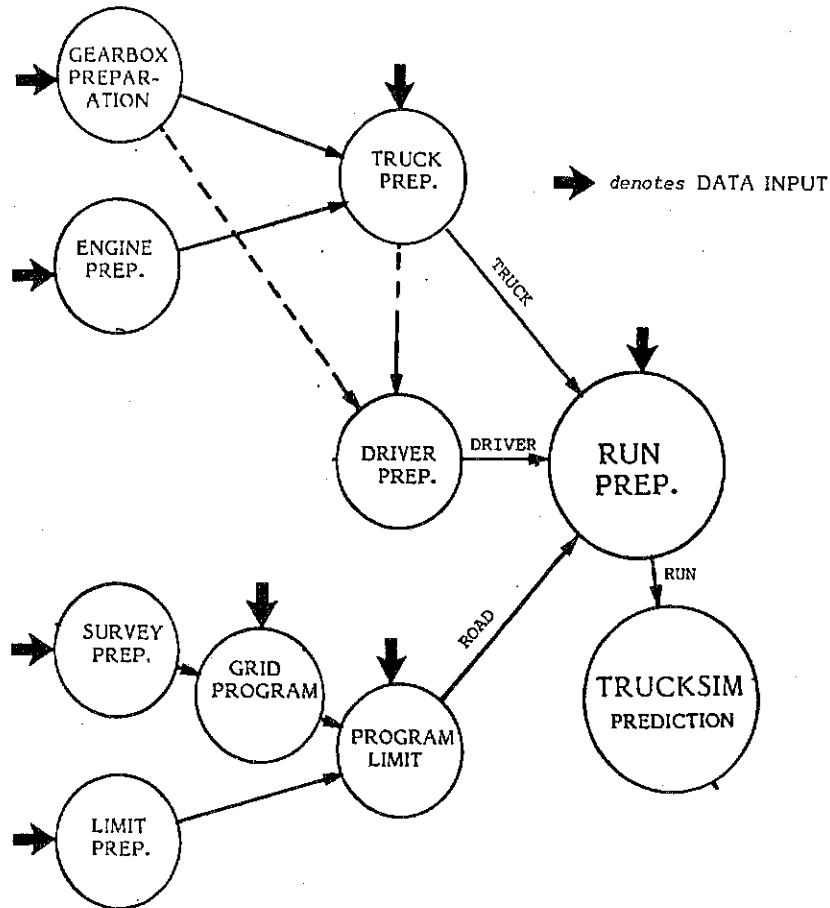 GEARBOX
PREPAR-
ATION
TRUCK
PREP.
denotes DATA INPUT
ENGINE
PREP.
TRUCK
DRIVER
PREP.
DRIVER
RUN
PREP.
RUN
SURVEY
PREP.
GRID
PROGRAM
ROAD
PROGRAM
LIMIT
TRUCKSIM
PREDICTION
LIMIT
PREP.